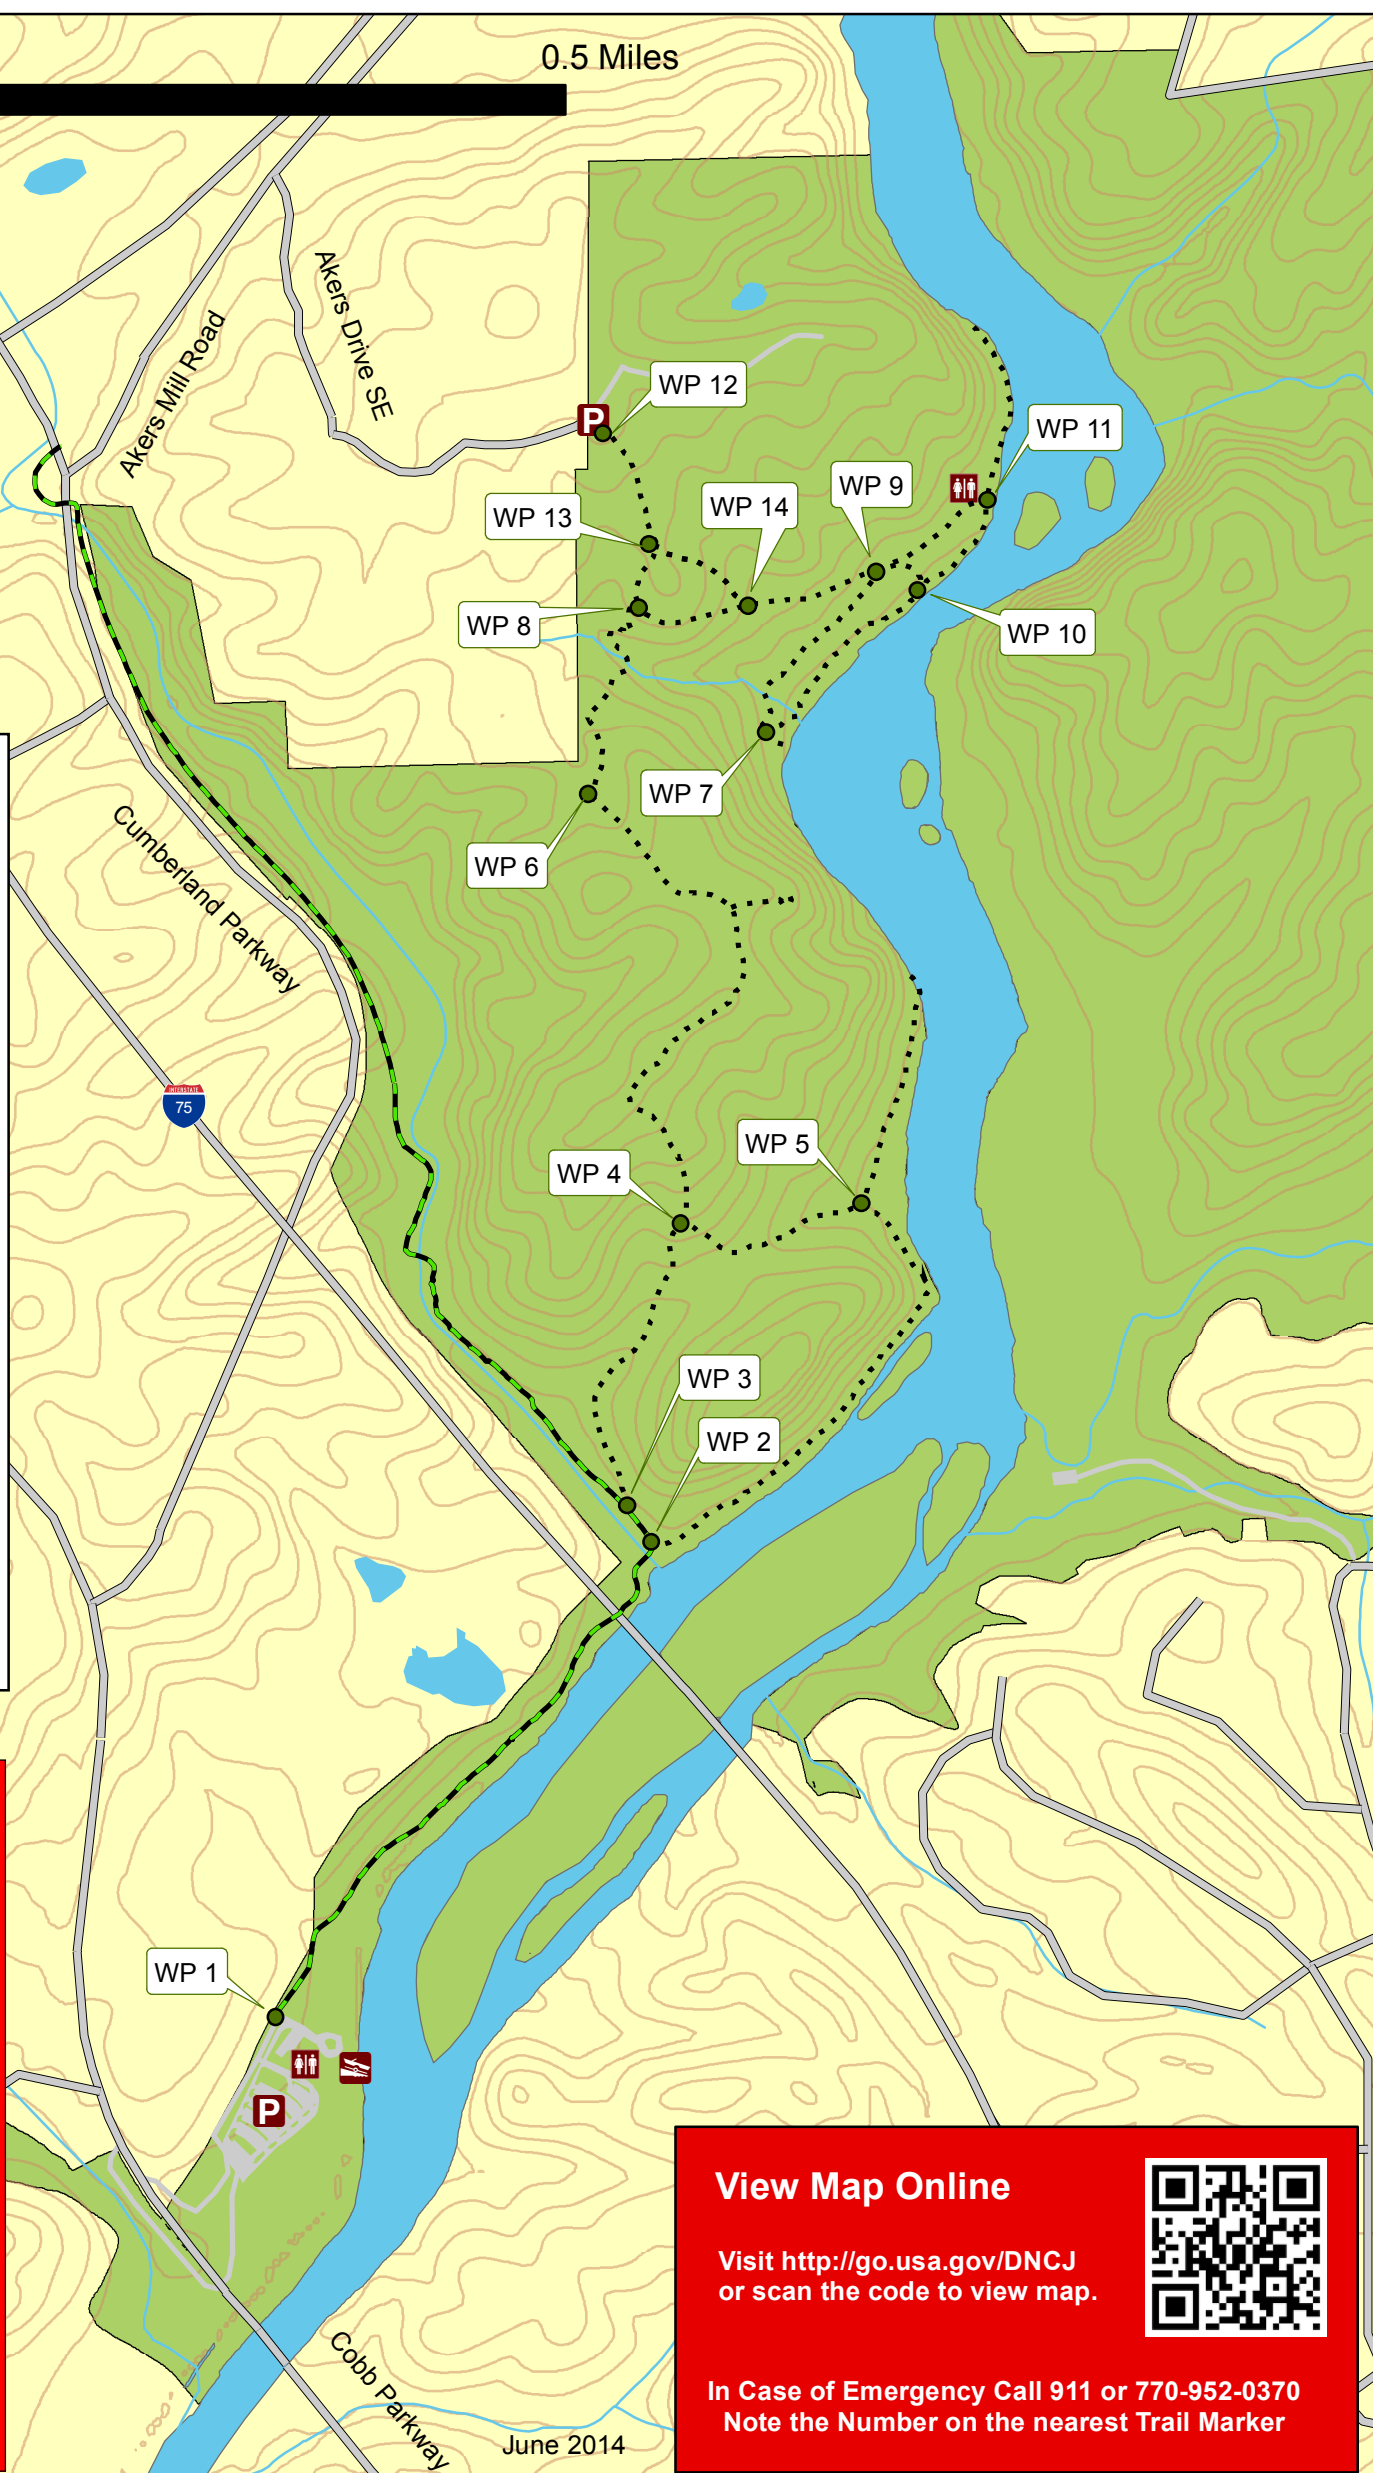 0.5 Miles
Akers Drive SE
Akers Mill Road
WP 12
WP 11
WP 9
WP 14
WP 13
WP 8
WP 10
WP 7
WP 6
Cumberland Parkway
INTERSTATE
75
WP 5
WP 4
WP 3
WP 2
WP 1
P
P
View Map Online
Visit http://go.usa.gov/DNCJ
or scan the code to view map.
In Case of Emergency Call 911 or 770-952-0370
Note the Number on the nearest Trail Marker
Cobb Parkway
June 2014